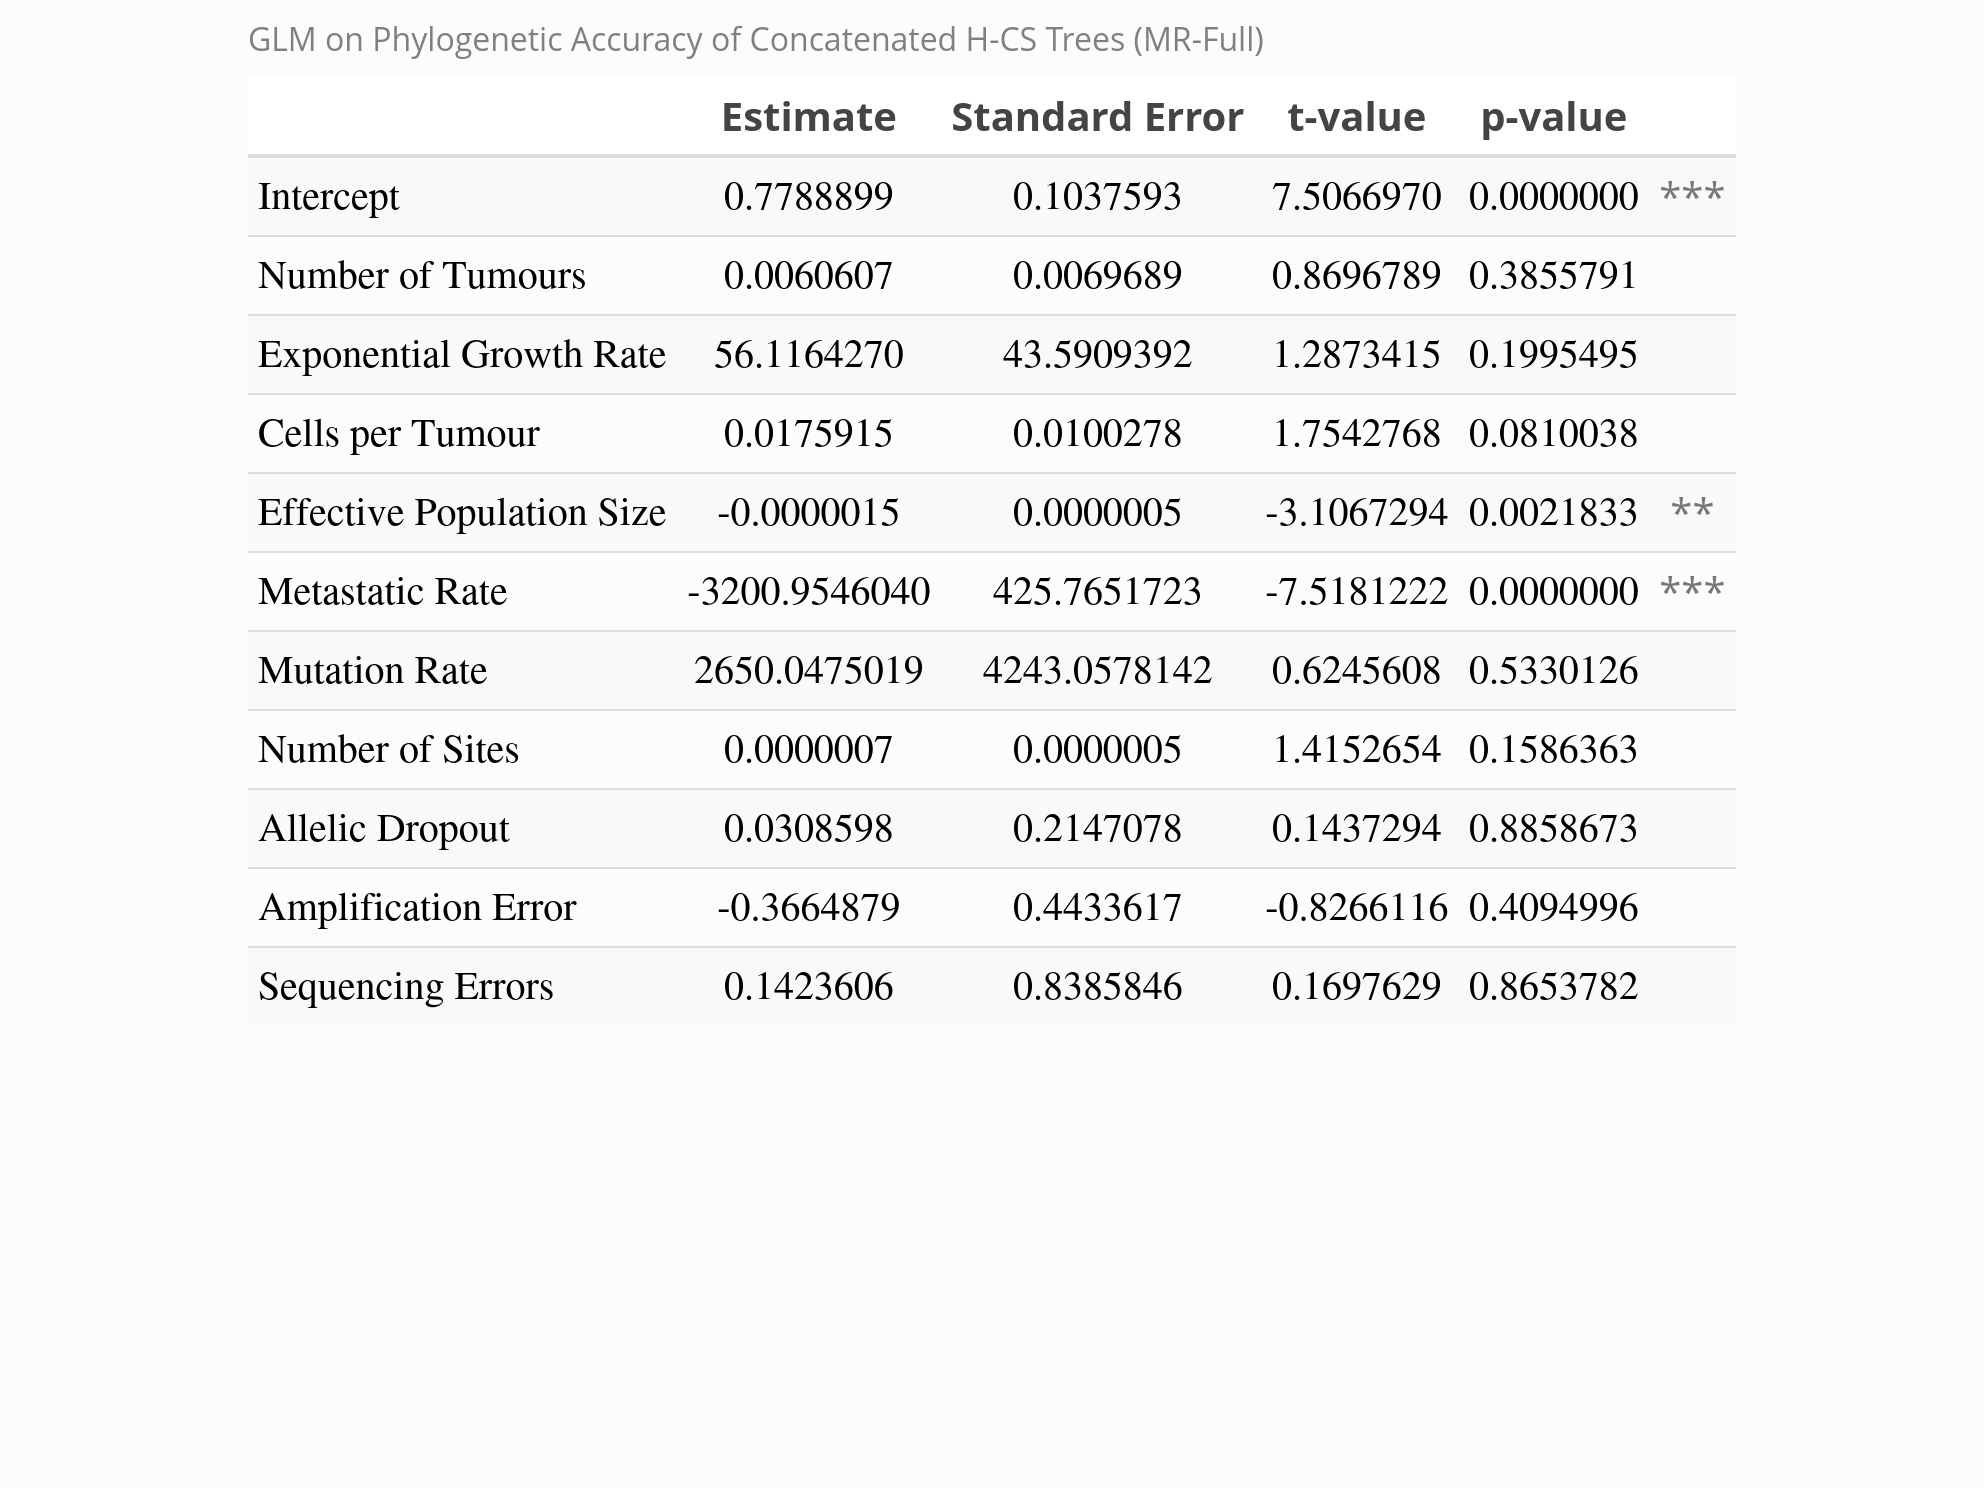 GLM on Phylogenetic Accuracy of Concatenated H-CS Trees (MR-Full)
Estimate Standard Error t-value p-value
Intercept 0.7788899 0.1037593 7.5066970 0.0000000 ***
Number of Tumours 0.0060607 0.0069689 0.8696789 0.3855791
Exponential Growth Rate 56.1164270 43.5909392 1.2873415 0.1995495
Cells per Tumour 0.0175915 0.0100278 1.7542768 0.0810038
Effective Population Size -0.0000015 0.0000005 -3.1067294 0.0021833 **
Metastatic Rate -3200.9546040 425.7651723 -7.5181222 0.0000000 ***
Mutation Rate 2650.0475019 4243.0578142 0.6245608 0.5330126
Number of Sites 0.0000007 0.0000005 1.4152654 0.1586363
Allelic Dropout 0.0308598 0.2147078 0.1437294 0.8858673
Amplification Error -0.3664879 0.4433617 -0.8266116 0.4094996
Sequencing Errors 0.1423606 0.8385846 0.1697629 0.8653782